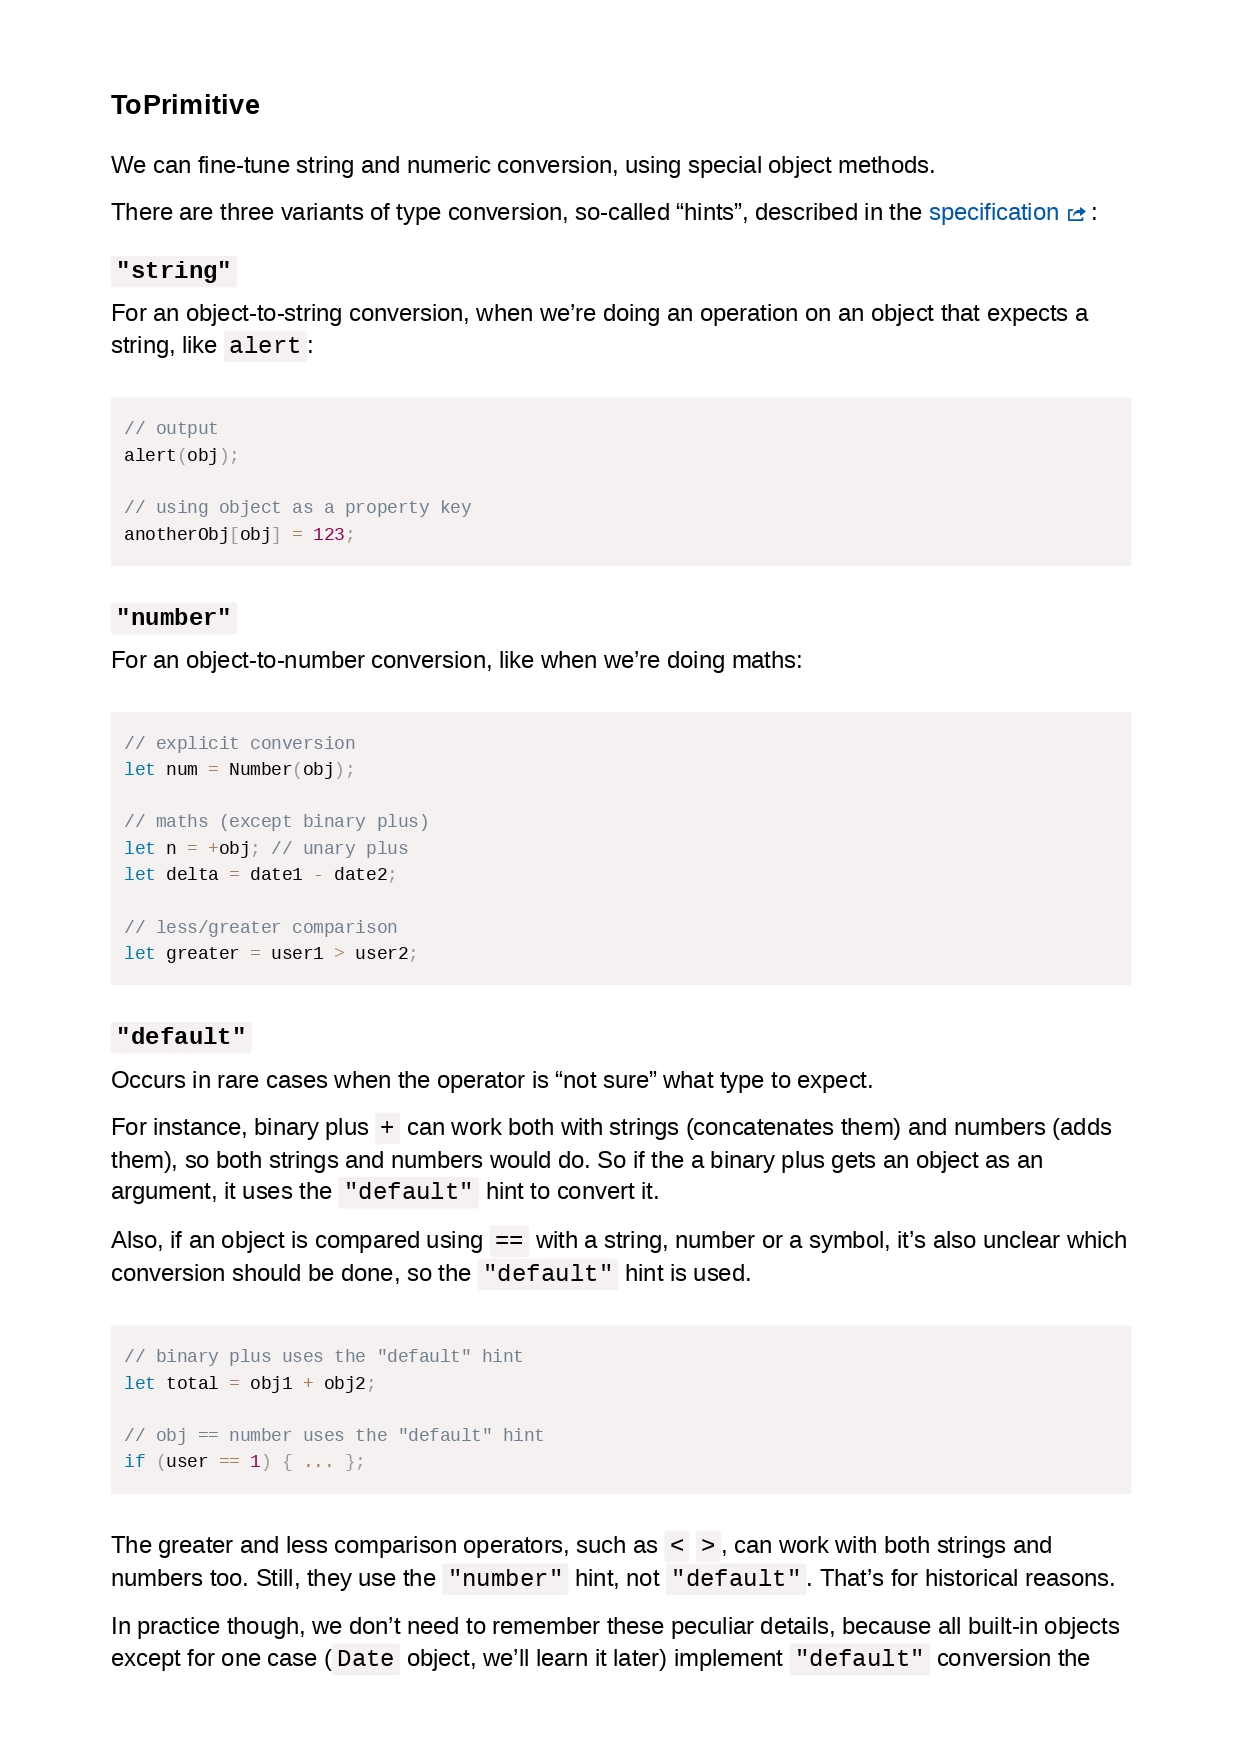 ToPrimitive
We can fine-tune string and numeric conversion, using special object methods.
There are three variants of type conversion, so-called “hints”, described in the specification :
"string"
For an object-to-string conversion, when we’re doing an operation on an object that expects a
string, like alert:
// output
alert(obj);
// using object as a property key
anotherObj[obj] = 123;
"number"
For an object-to-number conversion, like when we’re doing maths:
// explicit conversion
let num = Number(obj);
// maths (except binary plus)
let n = +obj; // unary plus
let delta = date1 - date2;
// less/greater comparison
let greater = user1 > user2;
"default"
Occurs in rare cases when the operator is “not sure” what type to expect.
For instance, binary plus + can work both with strings (concatenates them) and numbers (adds
them), so both strings and numbers would do. So if the a binary plus gets an object as an
argument, it uses the "default" hint to convert it.
Also, if an object is compared using == with a string, number or a symbol, it’s also unclear which
conversion should be done, so the "default" hint is used.
// binary plus uses the "default" hint
let total = obj1 + obj2;
// obj == number uses the "default" hint
if (user == 1) { ... };
The greater and less comparison operators, such as < >, can work with both strings and
numbers too. Still, they use the "number" hint, not "default". That’s for historical reasons.
In practice though, we don’t need to remember these peculiar details, because all built-in objects
except for one case (Date object, we’ll learn it later) implement "default" conversion the